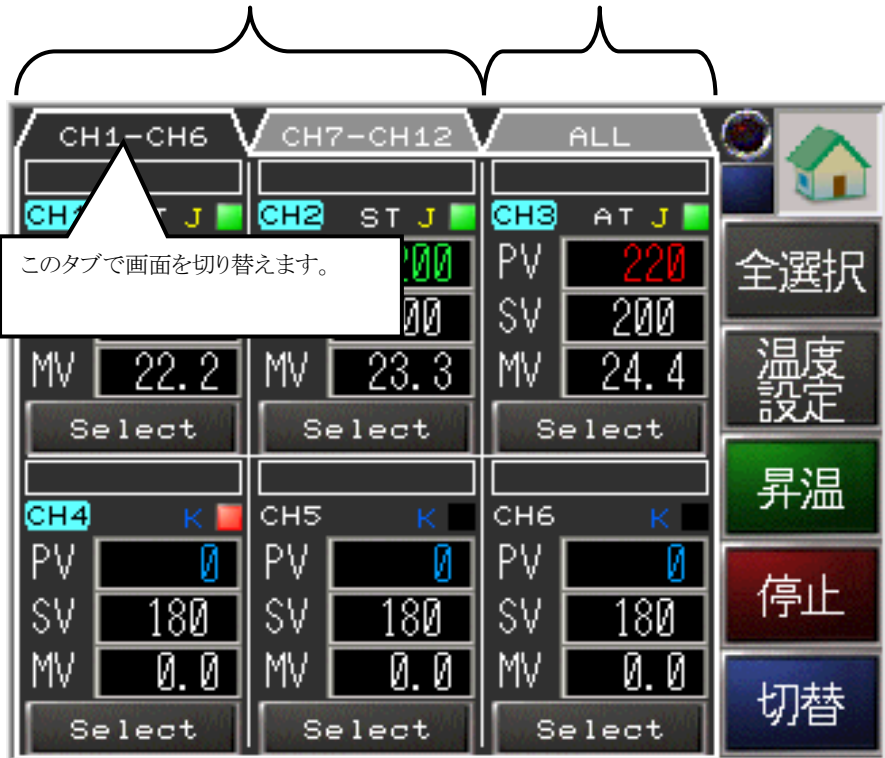 CH1-CH6
CH7-CH12
ALL
J
CH2 ST J
CH3 AT J
このタブで画面を切り替えます。
PV 220
SV 200
MV 22.2
MV 23.3
MV 24.4
Select
Select
Select
CH4 K
CH5 K
CH6 K
PV 0
PV 0
PV 0
SV 180
SV 180
SV 180
MV 0.0
MV 0.0
MV 0.0
Select
Select
Select
全選択
温度
設定
昇温
停止
切替